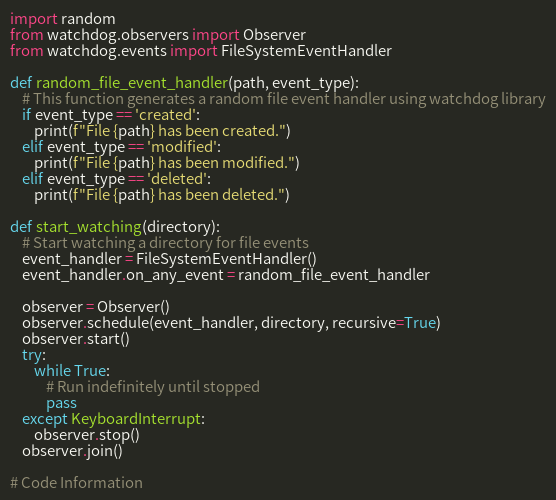 import random
from watchdog.observers import Observer
from watchdog.events import FileSystemEventHandler

def random_file_event_handler(path, event_type):
    # This function generates a random file event handler using watchdog library
    if event_type == 'created':
        print(f"File {path} has been created.")
    elif event_type == 'modified':
        print(f"File {path} has been modified.")
    elif event_type == 'deleted':
        print(f"File {path} has been deleted.")

def start_watching(directory):
    # Start watching a directory for file events
    event_handler = FileSystemEventHandler()
    event_handler.on_any_event = random_file_event_handler

    observer = Observer()
    observer.schedule(event_handler, directory, recursive=True)
    observer.start()
    try:
        while True:
            # Run indefinitely until stopped
            pass
    except KeyboardInterrupt:
        observer.stop()
    observer.join()

# Code Information